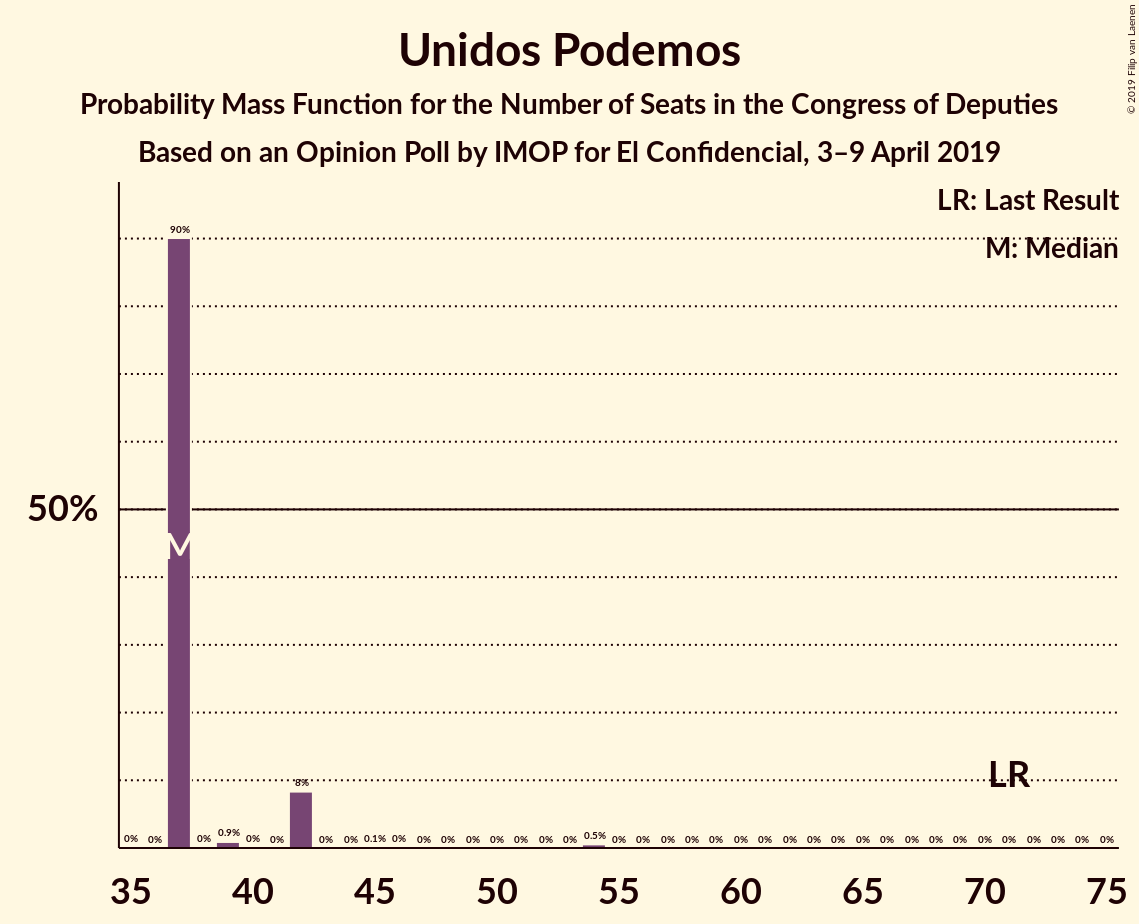 Unidos Podemos
Probability Mass Function for the Number of Seats in the Congress of Deputies
Based on an Opinion Poll by IMOP for El Confidencial, 3–9 April 2019
© 2019 Filip van Laenen
LR: Last Result
M: Median
90%
50%
M
LR
0% 0% 0% 0.9% 0% 0% 8% 0% 0% 0.1% 0% 0% 0% 0% 0% 0% 0% 0% 0.5% 0% 0% 0% 0% 0% 0% 0% 0% 0% 0% 0% 0% 0% 0% 0% 0% 0% 0% 0% 0% 0%
35 40 45 50 55 60 65 70 75